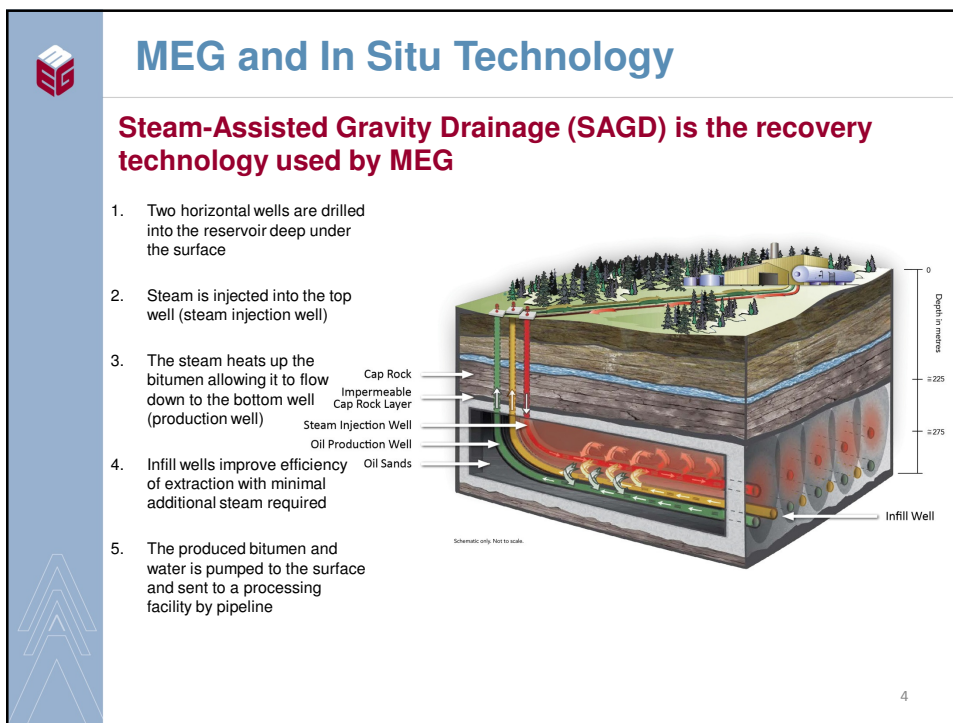 MEG
MEG and In Situ Technology
Steam-Assisted Gravity Drainage (SAGD) is the recovery
technology used by MEG
1. Two horizontal wells are drilled
into the reservoir deep under
the surface
2. Steam is injected into the top
well (steam injection well)
3. The steam heats up the
bitumen allowing it to flow
down to the bottom well
(production well)
4. Infill wells improve efficiency
of extraction with minimal
additional steam required
5. The produced bitumen and
water is pumped to the surface
and sent to a processing
facility by pipeline
Cap Rock
Impermeable
Cap Rock Layer
Steam Injection Well
Oil Production Well
Oil Sands
Schematic only. Not to scale.
0
Depth in metres
≅225
≅275
Infill Well
4